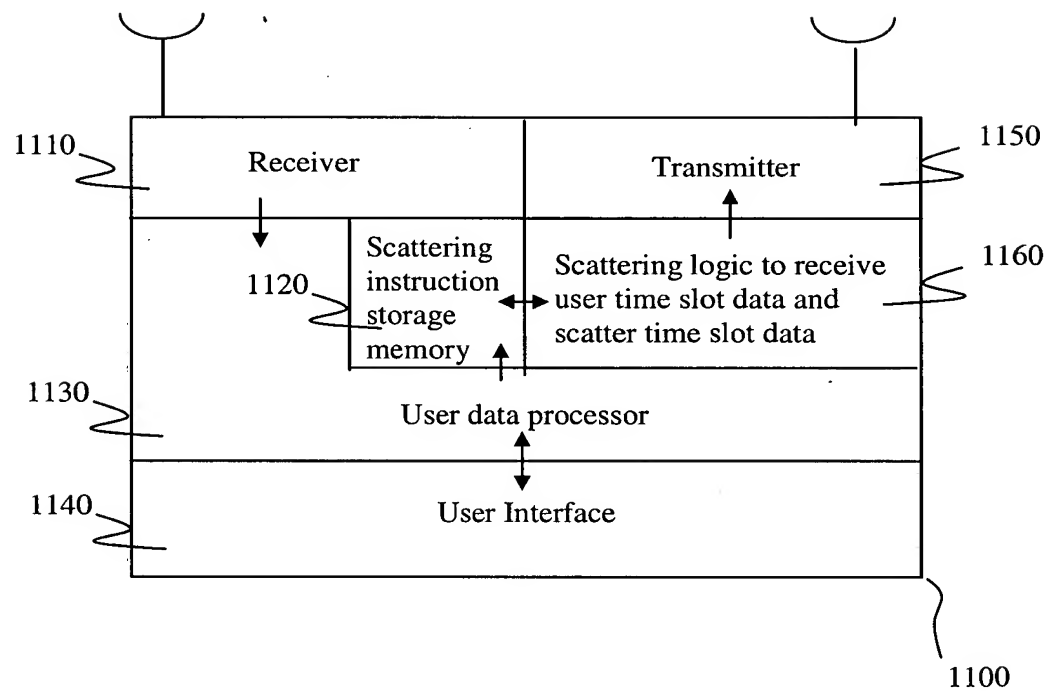 1110
Receiver
Transmitter
1150
1120
Scattering
instruction
storage
memory
Scattering logic to receive
user time slot data and
scatter time slot data
1160
1130
User data processor
1140
User Interface
1100